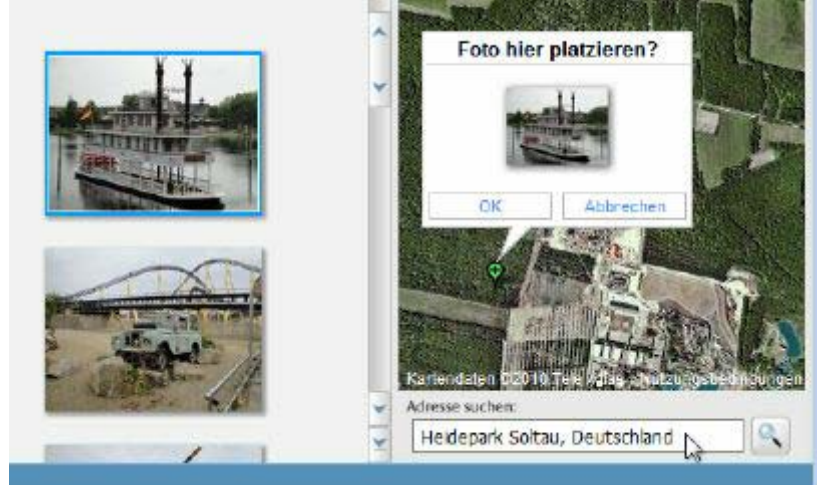 Foto hier platzieren?
OK
Abbrechen
Kartendaten ©2010 Tele Atlas - Nutzungsbedingungen
Adresse suchen:
Heidepark Soltau, Deutschland